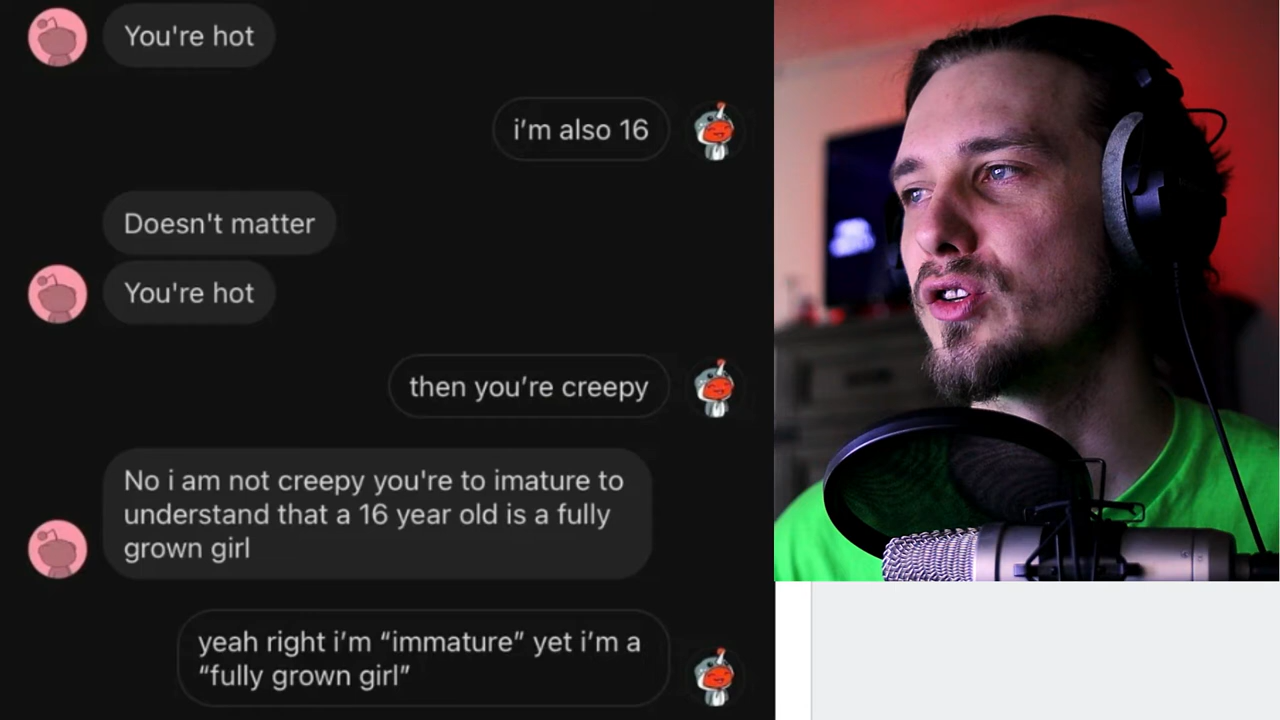 You're hot
i'm also 16
Doesn't matter
You're hot
then you're creepy
No i am not creepy you're to imature to
understand that a 16 year old is a fully
grown girl
yeah right i'm “immature” yet i'm a
“fully grown girl”